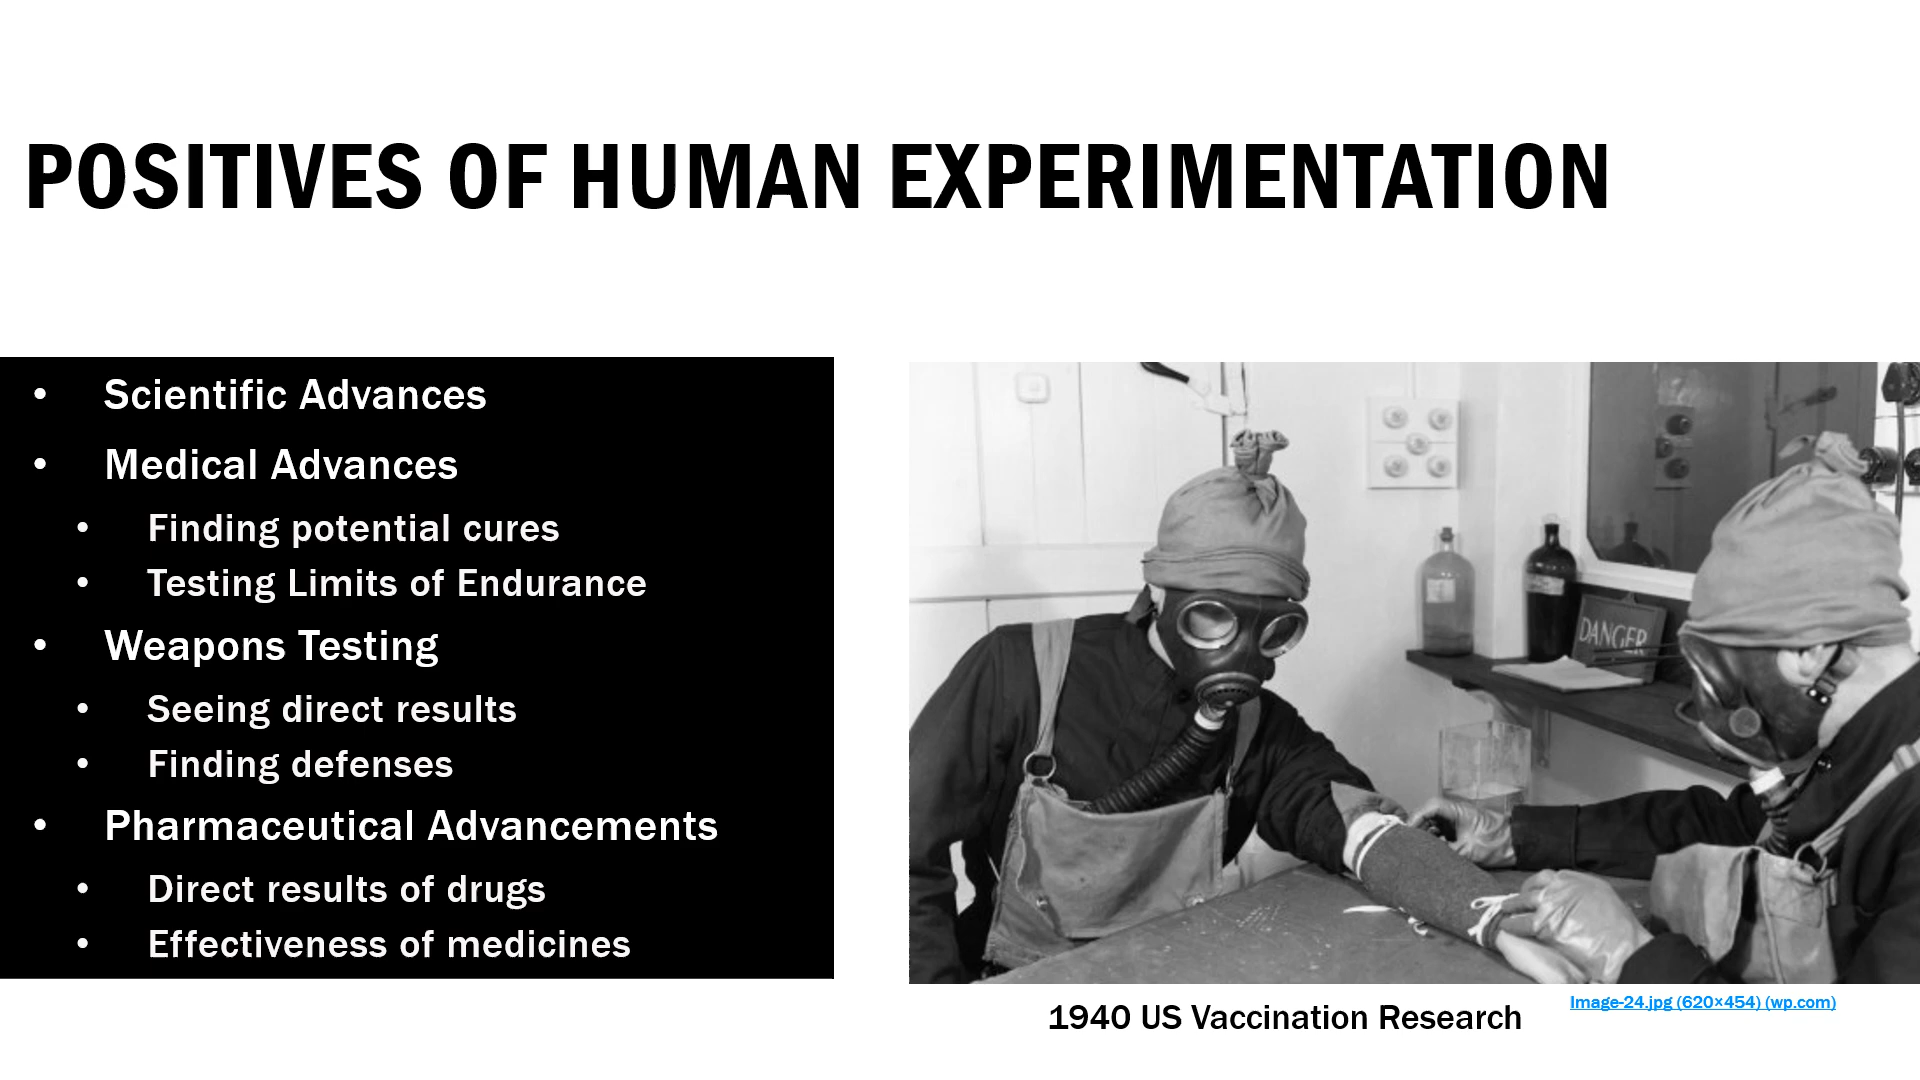 POSITIVES OF HUMAN EXPERIMENTATION
• Scientific Advances
• Medical Advances
• Finding potential cures
• Testing Limits of Endurance
• Weapons Testing
• Seeing direct results
• Finding defenses
• Pharmaceutical Advancements
• Direct results of drugs
• Effectiveness of medicines
DANGER
1940 US Vaccination Research
Image-24.jpg (620×454) (wp.com)